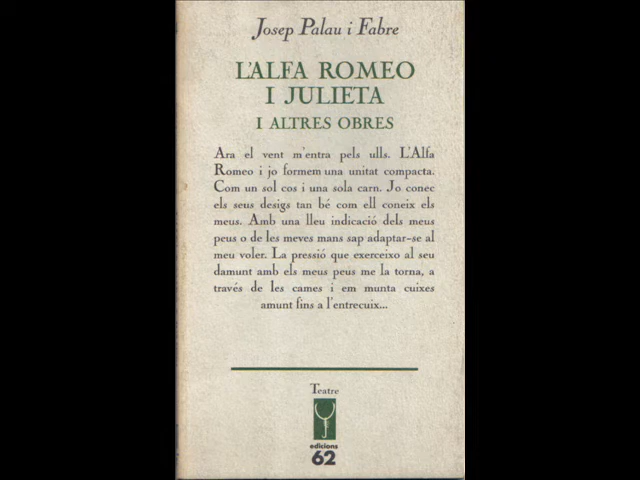 Josep Palau i Fabre
L'ALFA ROMEO
I JULIETA
I ALTRES OBRES
Ara el vent m'entra pels ulls. L'Alfa
Romeo i jo formem una unitat compacta.
Com un sol cos i una sola carn. Jo conec
els seus desigs tan bé com ell coneix els
meus. Amb una lleu indicació dels meus
peus o de les meves mans sap adaptar-se al
meu voler. La pressió que exerceixo al seu
damunt amb els meus peus me la torna, a
través de les cames i em munta cuixes
amunt fins a l'entrecuix...
Teatre
edicions
62